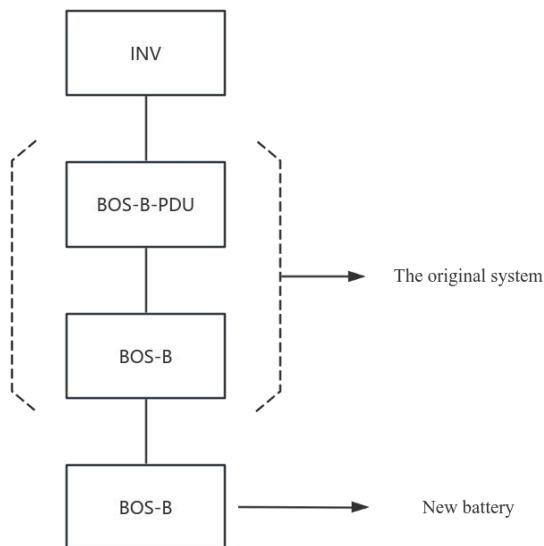 INV
BOS-B-PDU
The original system
BOS-B
BOS-B
New battery